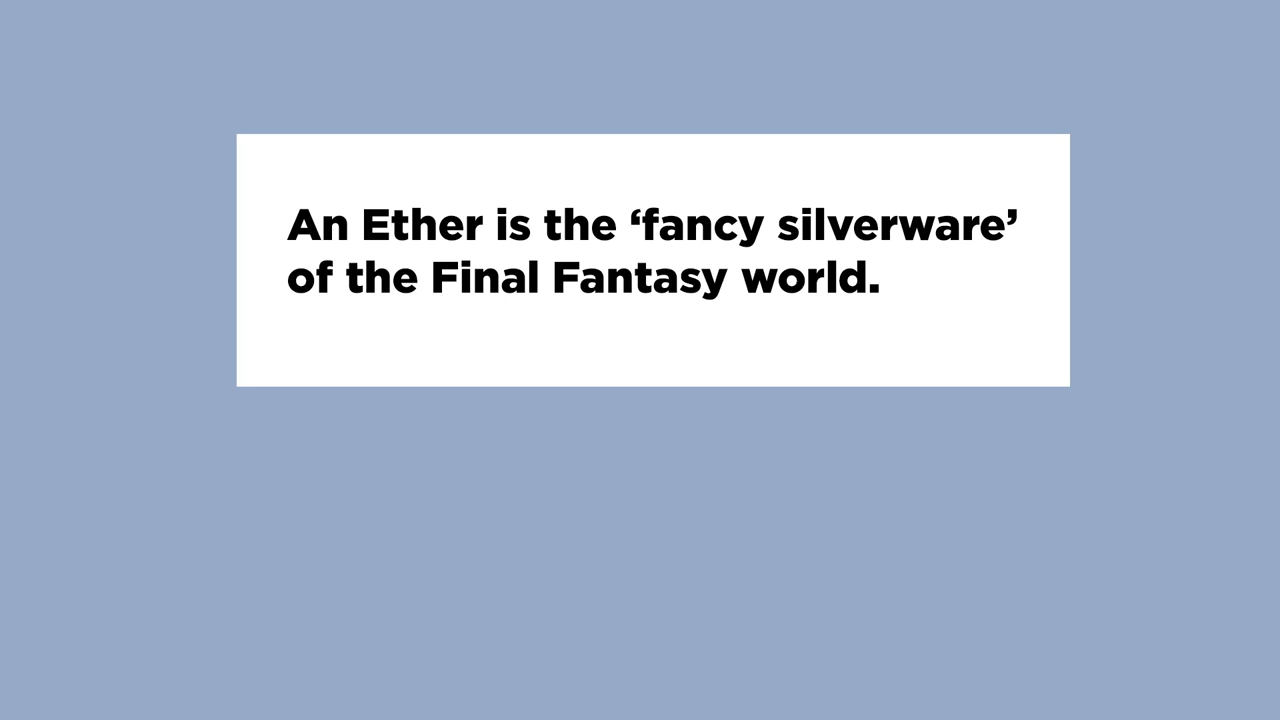 An Ether is the ‘fancy silverware’
of the Final Fantasy world.